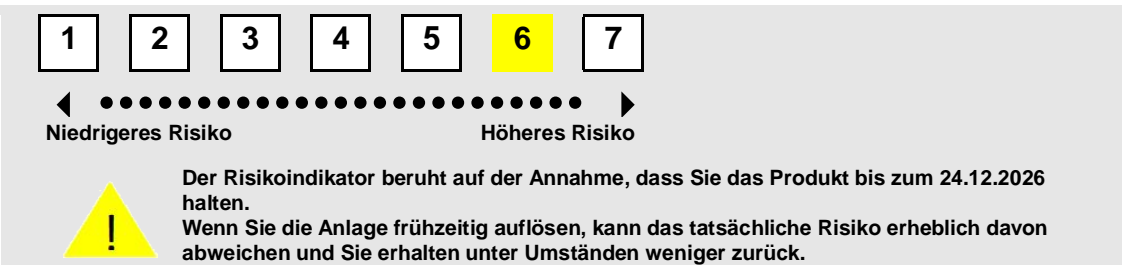 1 2 3 4 5 6 7
Niedrigeres Risiko Höheres Risiko
Der Risikoindikator beruht auf der Annahme, dass Sie das Produkt bis zum 24.12.2026
halten.
Wenn Sie die Anlage frühzeitig auflösen, kann das tatsächliche Risiko erheblich davon
abweichen und Sie erhalten unter Umständen weniger zurück.
!